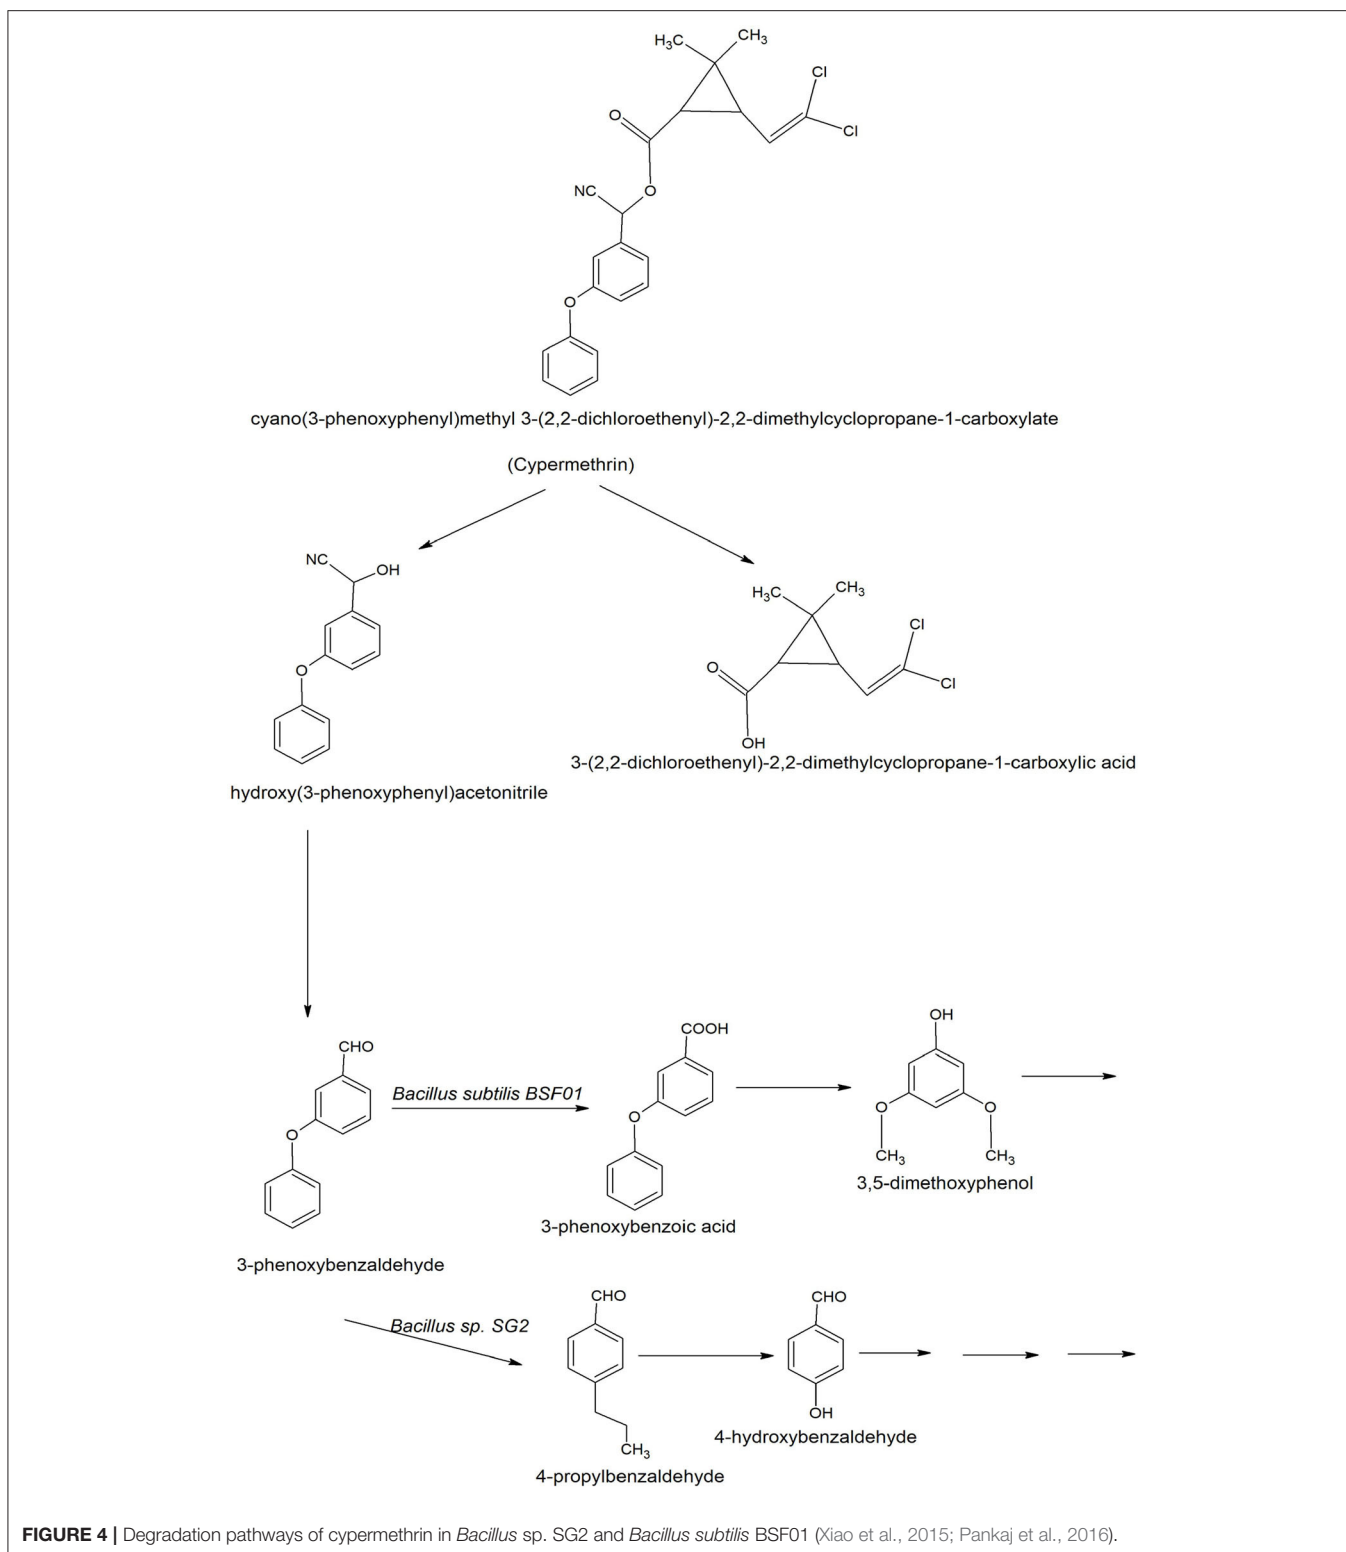 H3C CH3
Cl
O
Cl
NC O
O
cyano(3-phenoxyphenyl)methyl 3-(2,2-dichloroethenyl)-2,2-dimethylcyclopropane-1-carboxylate
(Cypermethrin)
NC OH
O
hydroxy(3-phenoxyphenyl)acetonitrile
H3C CH3
Cl
O
Cl
OH
3-(2,2-dichloroethenyl)-2,2-dimethylcyclopropane-1-carboxylic acid
CHO
O
3-phenoxybenzaldehyde
Bacillus subtilis BSF01
COOH
O
3-phenoxybenzoic acid
OH
O O
CH3 CH3
3,5-dimethoxyphenol
Bacillus sp. SG2
CHO
CH3
4-propylbenzaldehyde
CHO
OH
4-hydroxybenzaldehyde
FIGURE 4 | Degradation pathways of cypermethrin in Bacillus sp. SG2 and Bacillus subtilis BSF01 (Xiao et al., 2015; Pankaj et al., 2016).